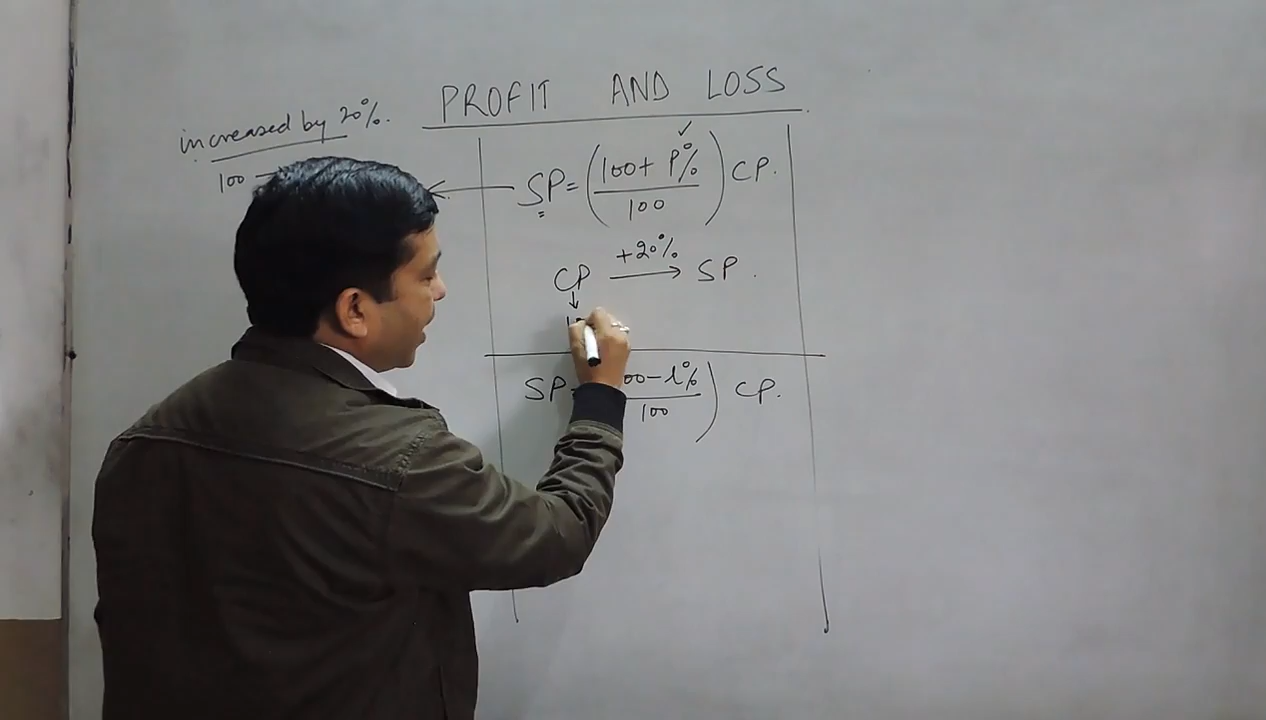 PROFIT AND LOSS
increased by 20%.
100 →
SP = (100 + P% / 100) CP.
CP +20% → SP.
↓
SP = 100 - l% / 100) CP.